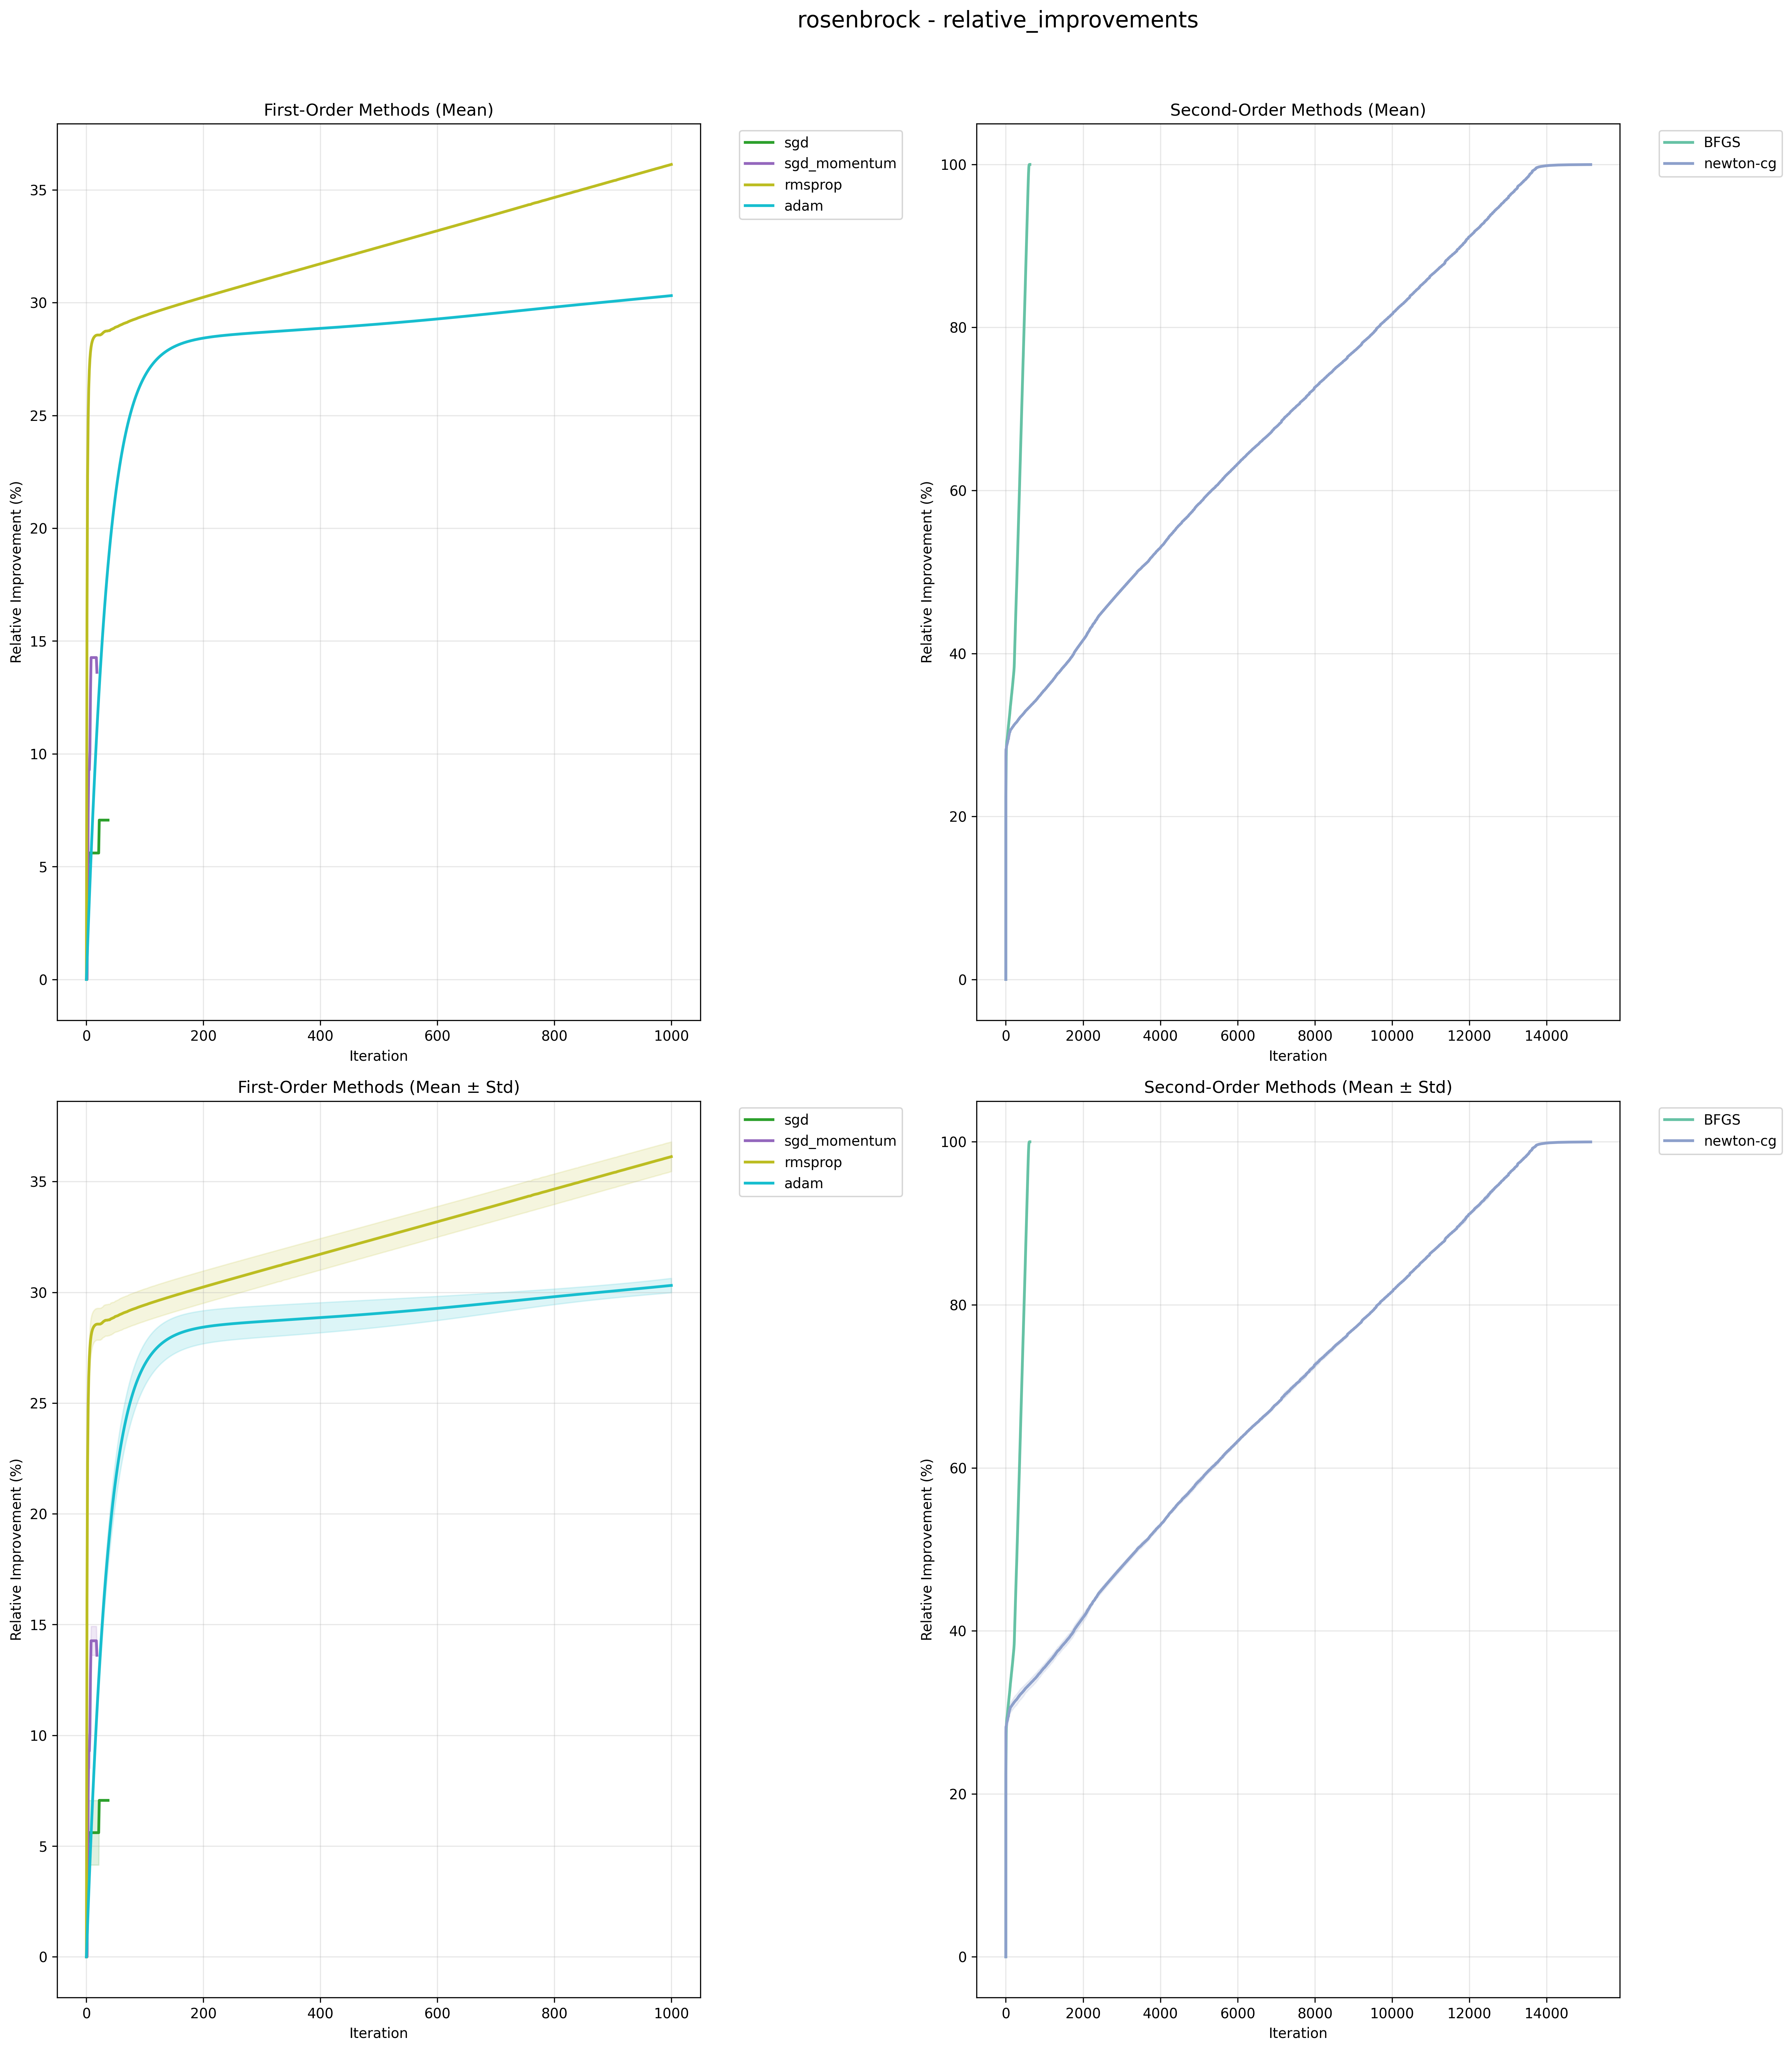 rosenbrock - relative_improvements
First-Order Methods (Mean)
Relative Improvement (%)
35
30
25
20
15
10
5
0
0 200 400 600 800 1000
Iteration
sgd
sgd_momentum
rmsprop
adam
Second-Order Methods (Mean)
Relative Improvement (%)
100
80
60
40
20
0
0 2000 4000 6000 8000 10000 12000 14000
Iteration
BFGS
newton-cg
First-Order Methods (Mean ± Std)
Relative Improvement (%)
35
30
25
20
15
10
5
0
0 200 400 600 800 1000
Iteration
sgd
sgd_momentum
rmsprop
adam
Second-Order Methods (Mean ± Std)
Relative Improvement (%)
100
80
60
40
20
0
0 2000 4000 6000 8000 10000 12000 14000
Iteration
BFGS
newton-cg